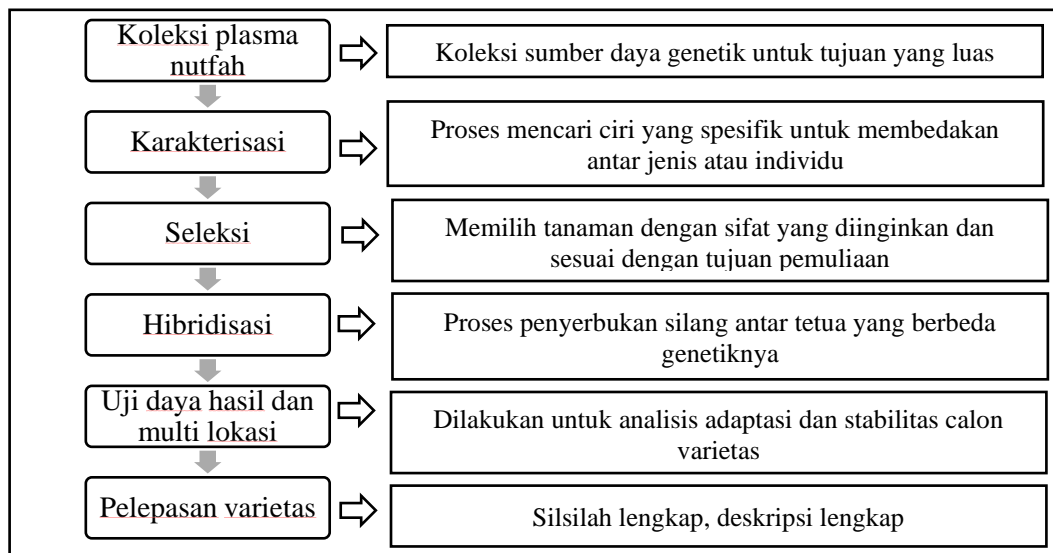 Koleksi plasma
nutfah
Koleksi sumber daya genetik untuk tujuan yang luas
Karakterisasi
Proses mencari ciri yang spesifik untuk membedakan
antar jenis atau individu
Seleksi
Memilih tanaman dengan sifat yang diinginkan dan
sesuai dengan tujuan pemuliaan
Hibridisasi
Proses penyerbukan silang antar tetua yang berbeda
genetiknya
Uji daya hasil dan
multi lokasi
Dilakukan untuk analisis adaptasi dan stabilitas calon
varietas
Pelepasan varietas
Silsilah lengkap, deskripsi lengkap